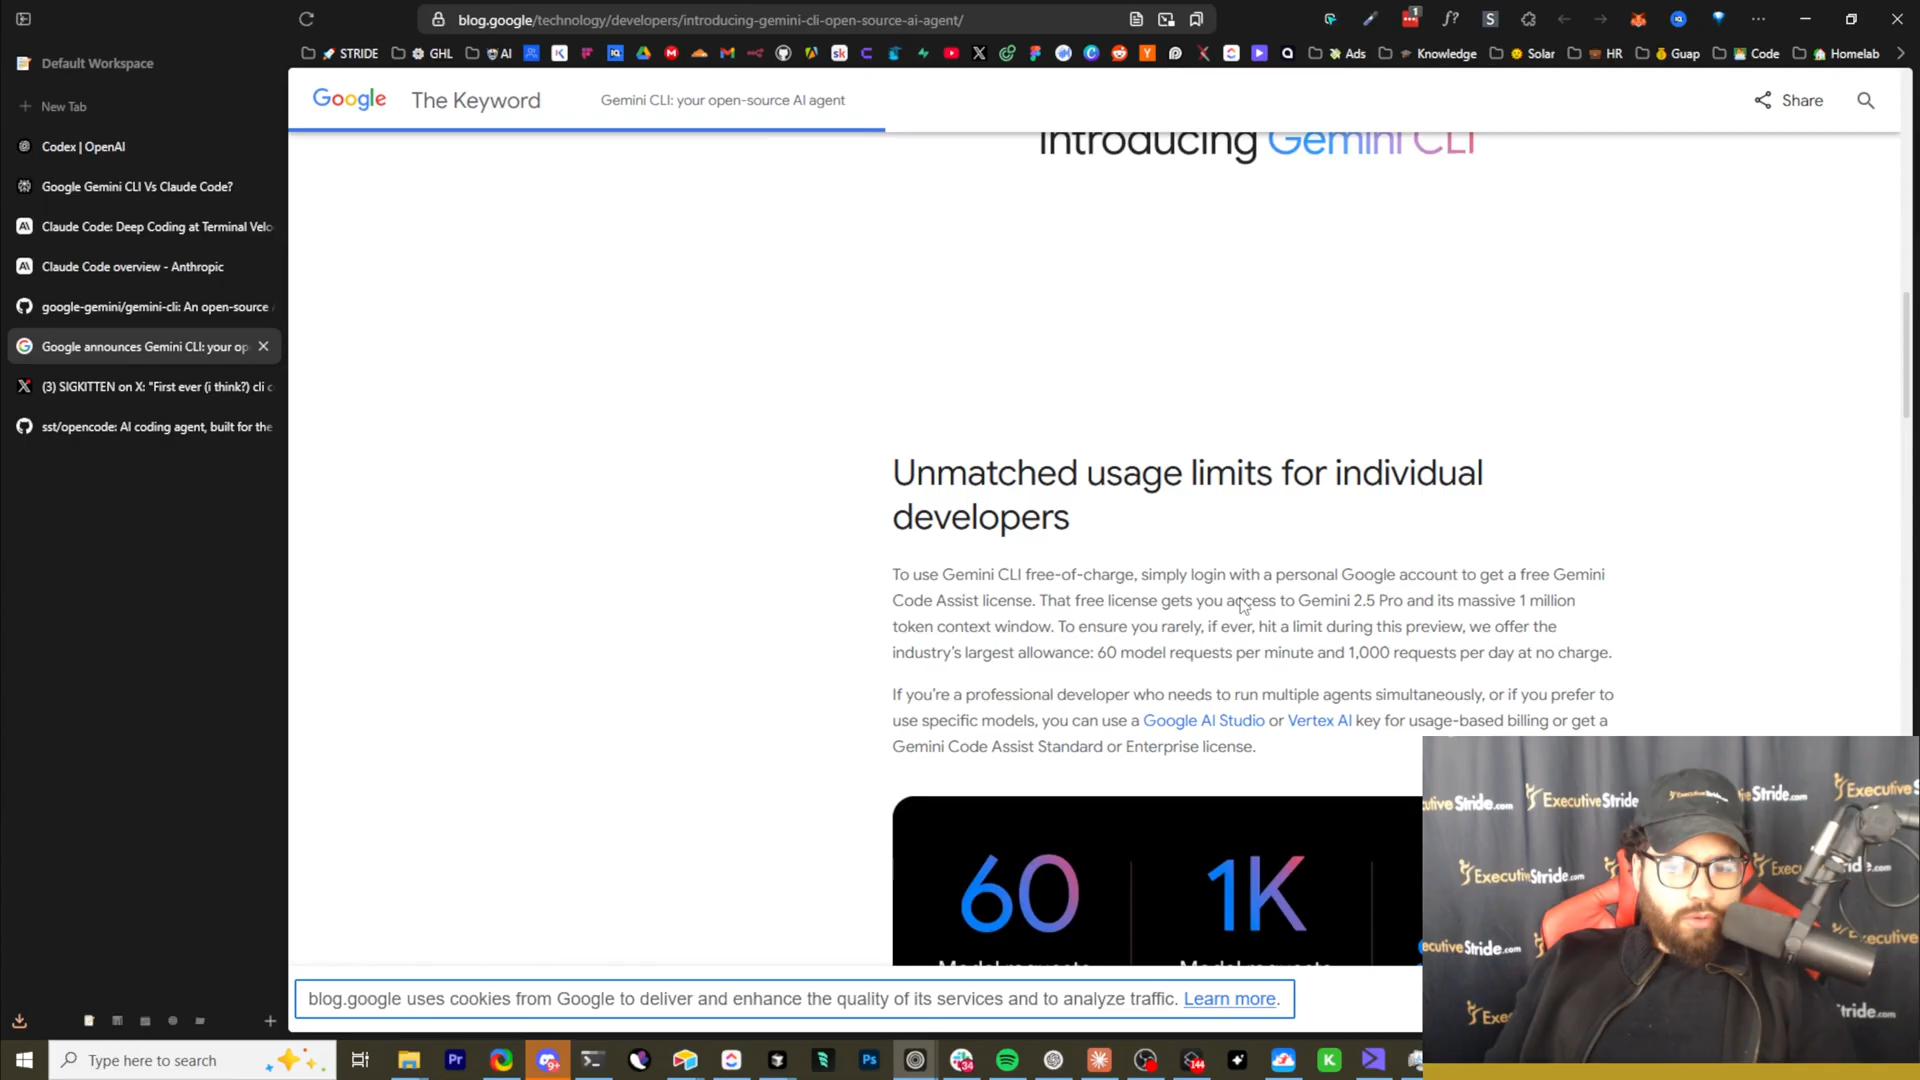 blog.google/technology/developers/introducing-gemini-cli-open-source-ai-agent/
STRIDE
GHL
AI
Ads
Knowledge
Solar
HR
Guap
Code
Homelab
Default Workspace
New Tab
Codex | OpenAI
Google Gemini CLI Vs Claude Code?
Claude Code: Deep Coding at Terminal Velo
Claude Code overview - Anthropic
google-gemini/gemini-cli: An open-source
Google announces Gemini CLI: your op
(3) SIGKITTEN on X: "First ever (i think?) cli c
sst/opencode: AI coding agent, built for the
Google The Keyword
Gemini CLI: your open-source AI agent
Share
Introducing Gemini CLI
Unmatched usage limits for individual
developers
To use Gemini CLI free-of-charge, simply login with a personal Google account to get a free Gemini
Code Assist license. That free license gets you access to Gemini 2.5 Pro and its massive 1 million
token context window. To ensure you rarely, if ever, hit a limit during this preview, we offer the
industry's largest allowance: 60 model requests per minute and 1,000 requests per day at no charge.
If you're a professional developer who needs to run multiple agents simultaneously, or if you prefer to
use specific models, you can use a Google AI Studio or Vertex AI key for usage-based billing or get a
Gemini Code Assist Standard or Enterprise license.
60
1K
Model requests
Model requests
blog.google uses cookies from Google to deliver and enhance the quality of its services and to analyze traffic. Learn more.
Type here to search
ExecutiveStride.com
ExecutiveStride
ExecutiveStride.com
ExecutiveStride.com